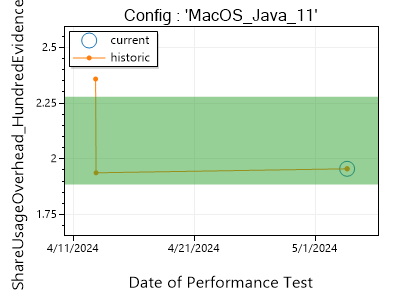 Config : 'MacOS_Java_11'
current
historic
ShareUsageOverhead_HundredEvidence
2.5
2.25
2
1.75
4/11/2024
4/21/2024
5/1/2024
Date of Performance Test